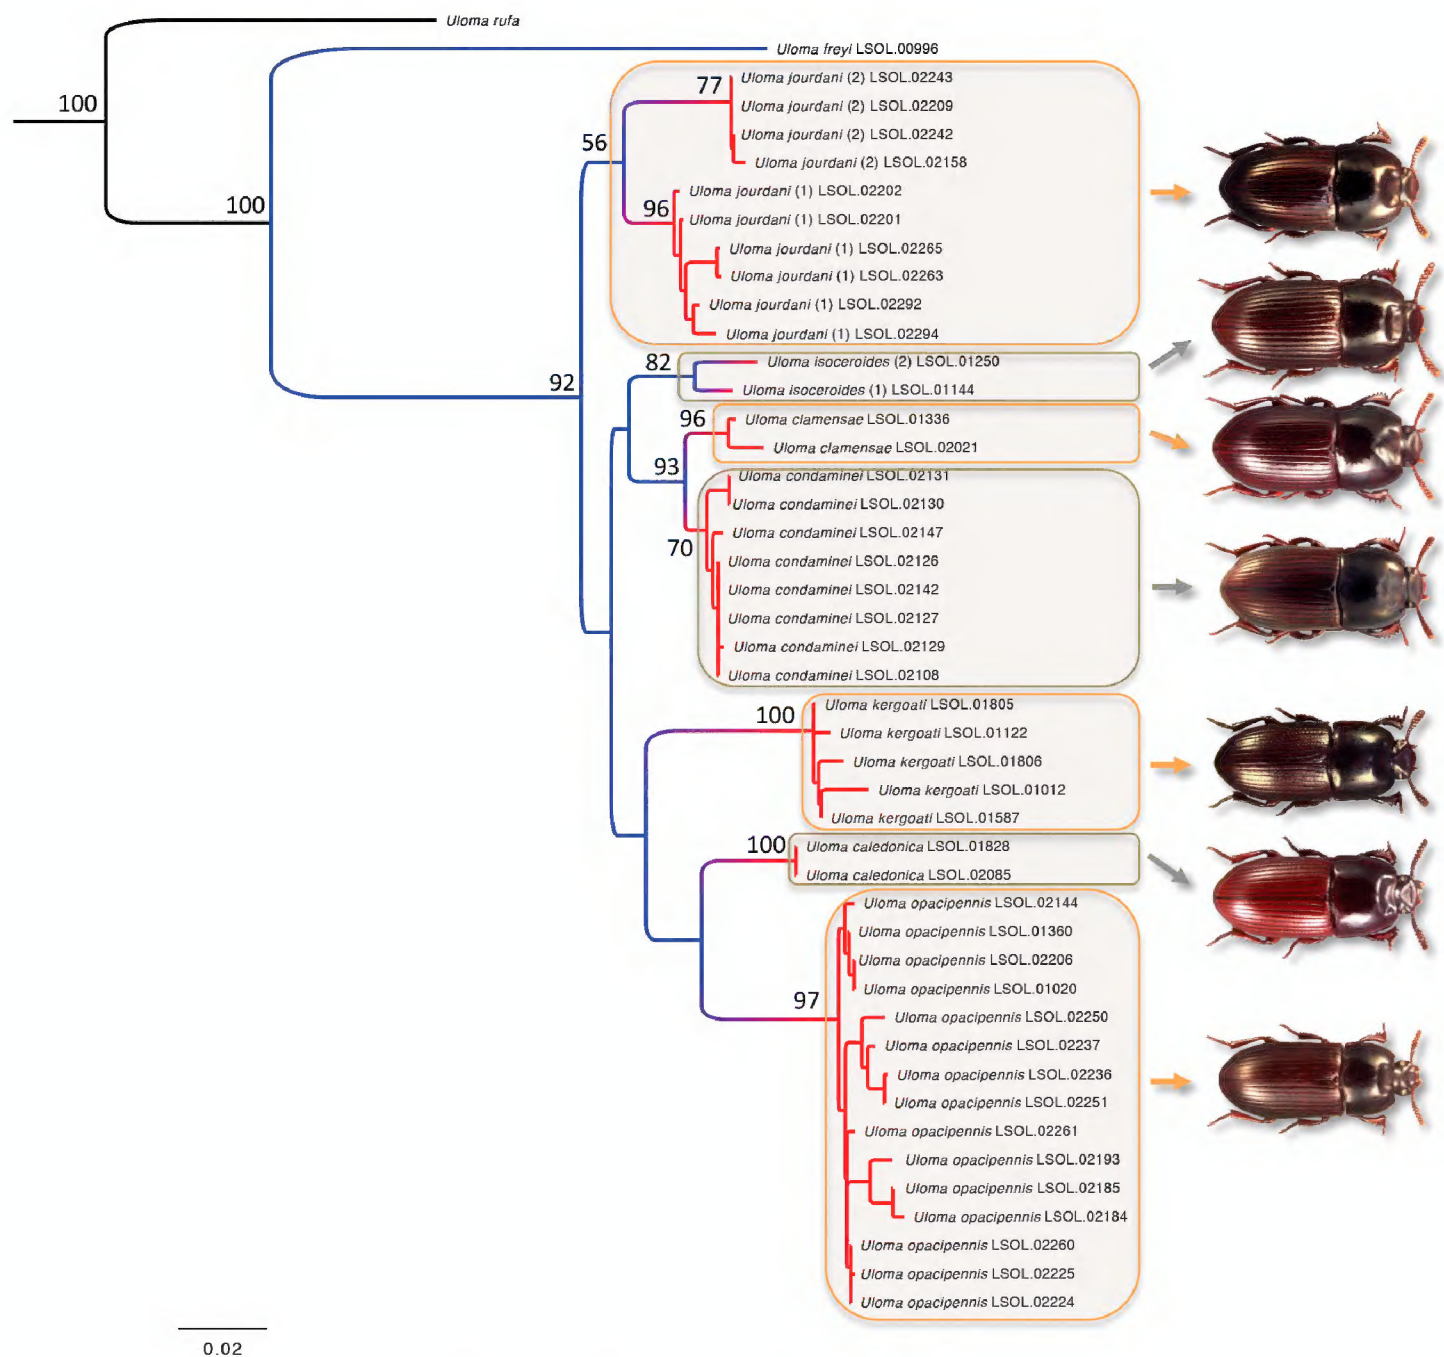 Uloma rufa
Uloma freyi LSOL.00996
77
Uloma jourdani (2) LSOL.02243
100
Uloma jourdani (2) LSOL.02209
56
Uloma jourdani (2) LSOL.02242
Uloma jourdani (2) LSOL.02158
100
96
Uloma jourdani (1) LSOL.02202
Uloma jourdani (1) LSOL.02201
Uloma jourdani (1) LSOL.02265
Uloma jourdani (1) LSOL.02263
Uloma jourdani (1) LSOL.02292
Uloma jourdani (1) LSOL.02294
92
82
Uloma isoceroides (2) LSOL.01250
Uloma isoceroides (1) LSOL.01144
96
Uloma clamensae LSOL.01336
Uloma clamensae LSOL.02021
93
Uloma condaminei LSOL.02131
Uloma condaminei LSOL.02130
Uloma condaminei LSOL.02147
70
Uloma condaminei LSOL.02126
Uloma condaminei LSOL.02142
Uloma condaminei LSOL.02127
Uloma condaminei LSOL.02129
Uloma condaminei LSOL.02108
100
Uloma kergoati LSOL.01805
Uloma kergoati LSOL.01122
Uloma kergoati LSOL.01806
Uloma kergoati LSOL.01012
Uloma kergoati LSOL.01587
100
Uloma caledonica LSOL.01828
Uloma caledonica LSOL.02085
Uloma opacipennis LSOL.02144
Uloma opacipennis LSOL.01360
Uloma opacipennis LSOL.02206
Uloma opacipennis LSOL.01020
97
Uloma opacipennis LSOL.02250
Uloma opacipennis LSOL.02237
Uloma opacipennis LSOL.02236
Uloma opacipennis LSOL.02251
Uloma opacipennis LSOL.02261
Uloma opacipennis LSOL.02193
Uloma opacipennis LSOL.02185
Uloma opacipennis LSOL.02184
Uloma opacipennis LSOL.02260
Uloma opacipennis LSOL.02225
Uloma opacipennis LSOL.02224
0.02